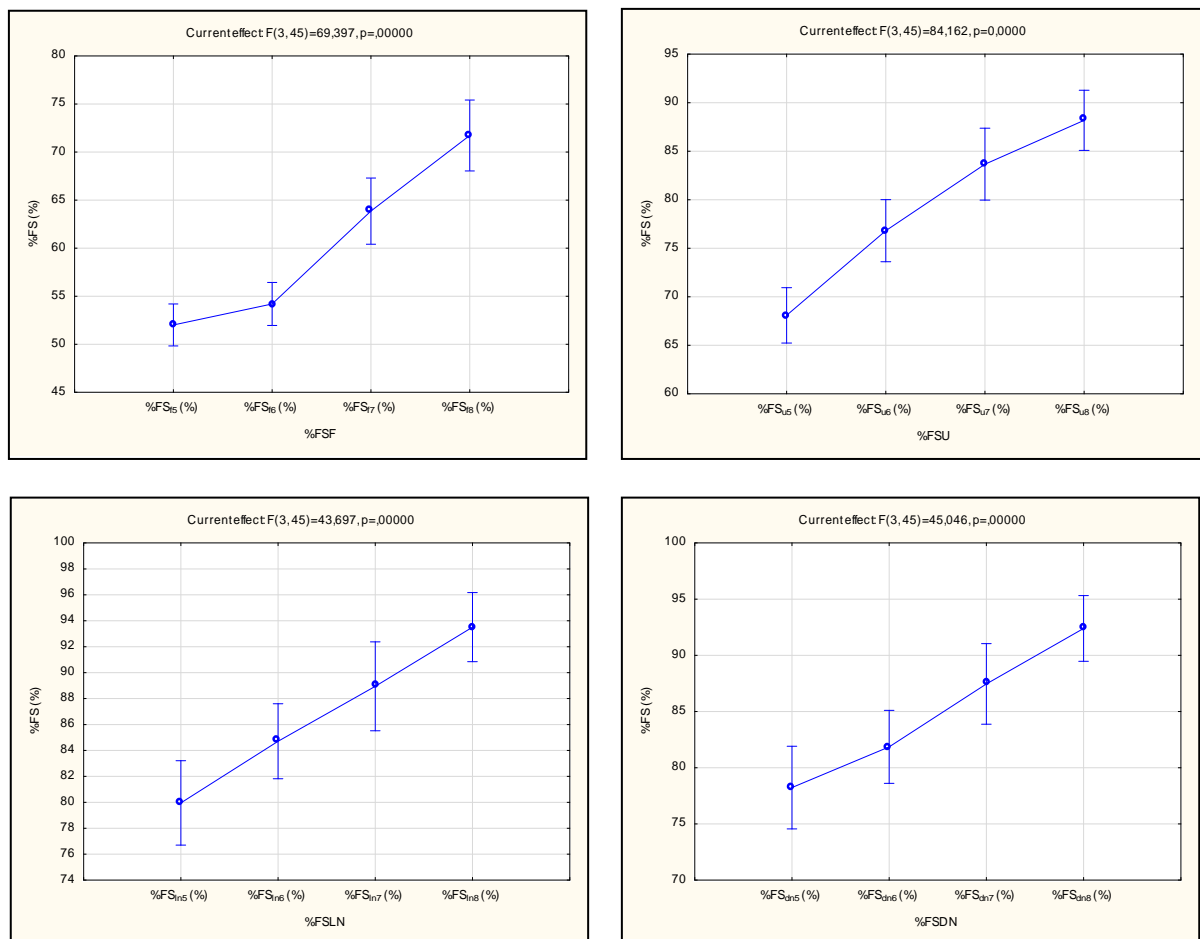 Current effect: F(3, 45)=69,397, p=,00000
80
75
70
65
60
55
50
45
%FS (%)
%FSf5 (%) %FSf6 (%) %FSf7 (%) %FSf8 (%)
%FSF
Current effect: F(3, 45)=84,162, p=0,0000
95
90
85
80
75
70
65
60
%FS (%)
%FSu5 (%) %FSu6 (%) %FSu7 (%) %FSu8 (%)
%FSU
Current effect: F(3, 45)=43,697, p=,00000
100
98
96
94
92
90
88
86
84
82
80
78
76
74
%FS (%)
%FSln5 (%) %FSln6 (%) %FSln7 (%) %FSln8 (%)
%FSLN
Current effect: F(3, 45)=45,046, p=,00000
100
95
90
85
80
75
70
%FS (%)
%FSdn5 (%) %FSdn6 (%) %FSdn7 (%) %FSdn8 (%)
%FSDN